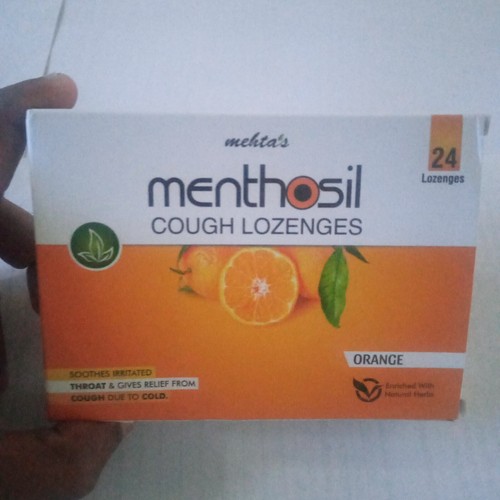 mehta's
menthosil
COUGH LOZENGES
24
Lozenges
ORANGE
SOOTHES IRRITATED
THROAT & GIVES RELIEF FROM
COUGH DUE TO COLD.
Enriched With
Natural Herbs